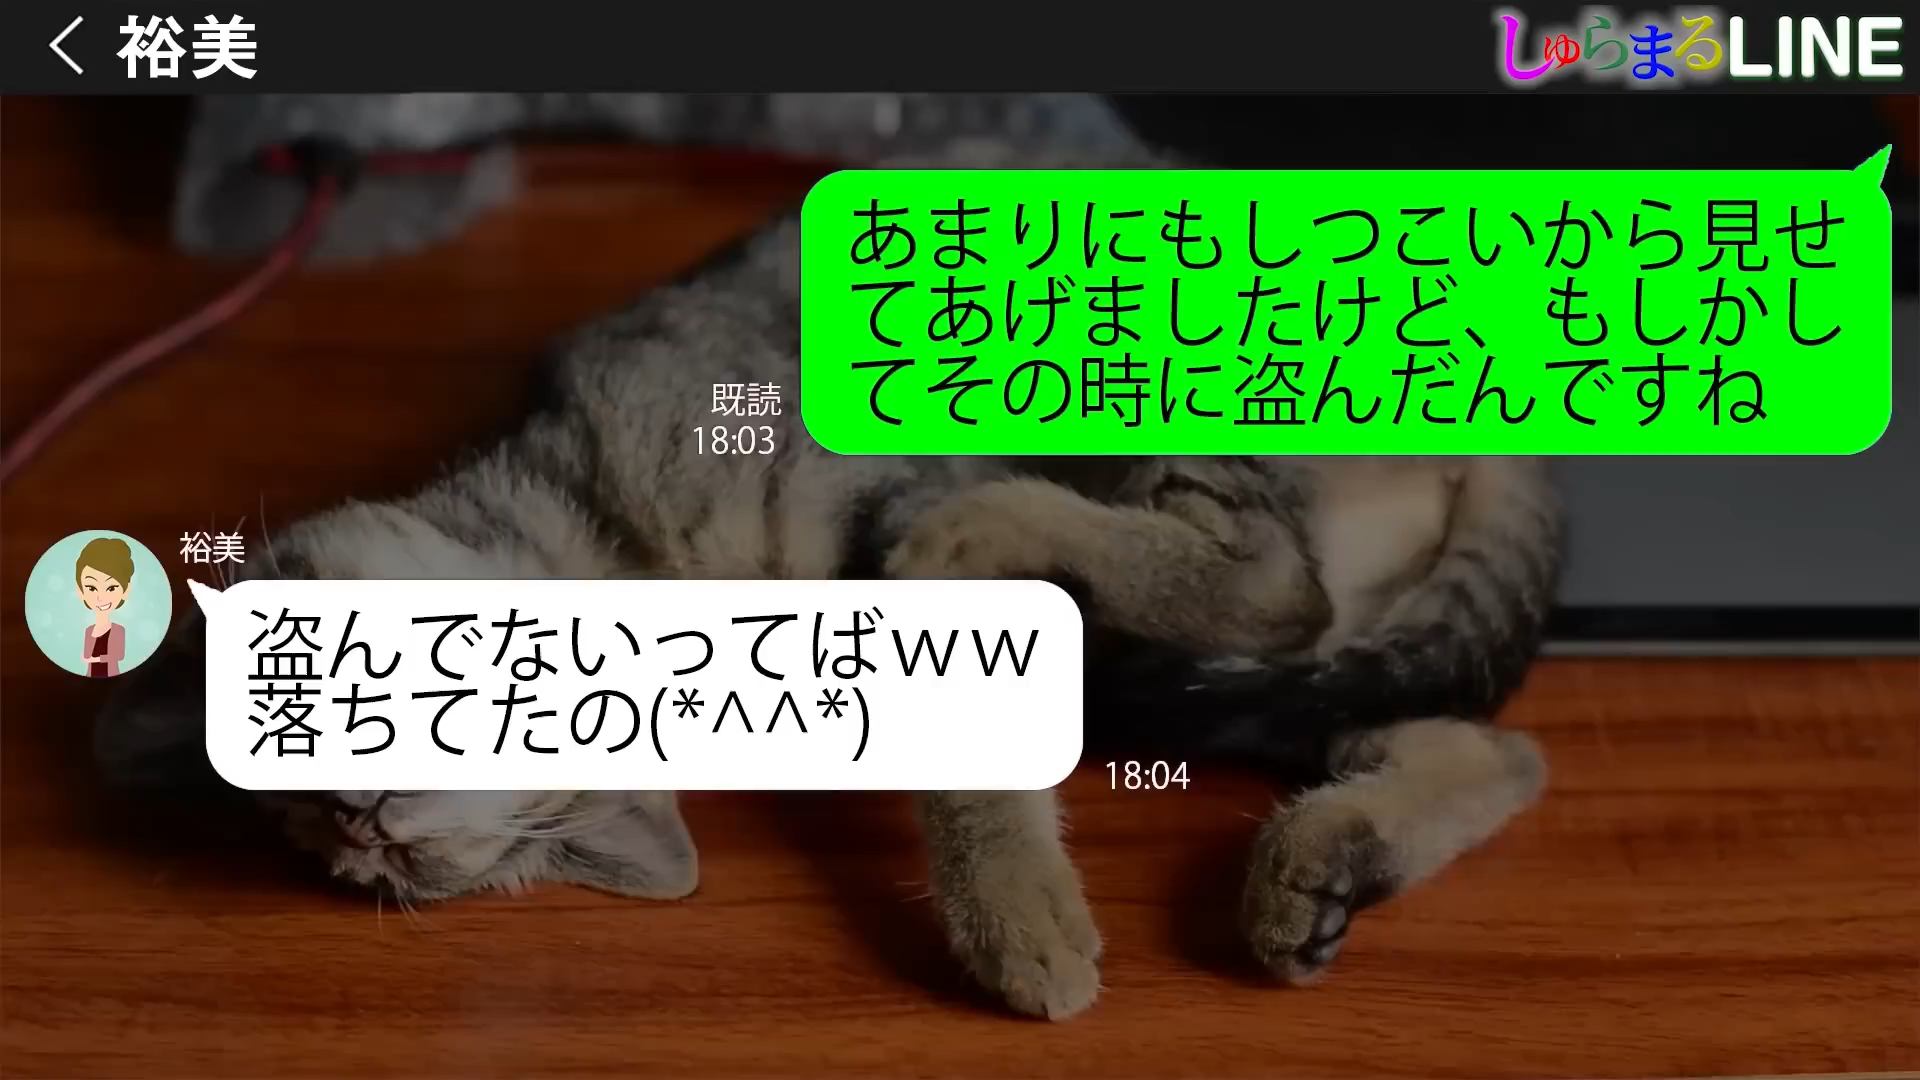 裕美
しゅらまるLINE
あまりにもしつこいから見せ
てあげましたけど、もしかし
てその時に盗んだんですね
既読
18:03
裕美
盗んでないってばｗｗ
落ちてたの(*^^*)
18:04